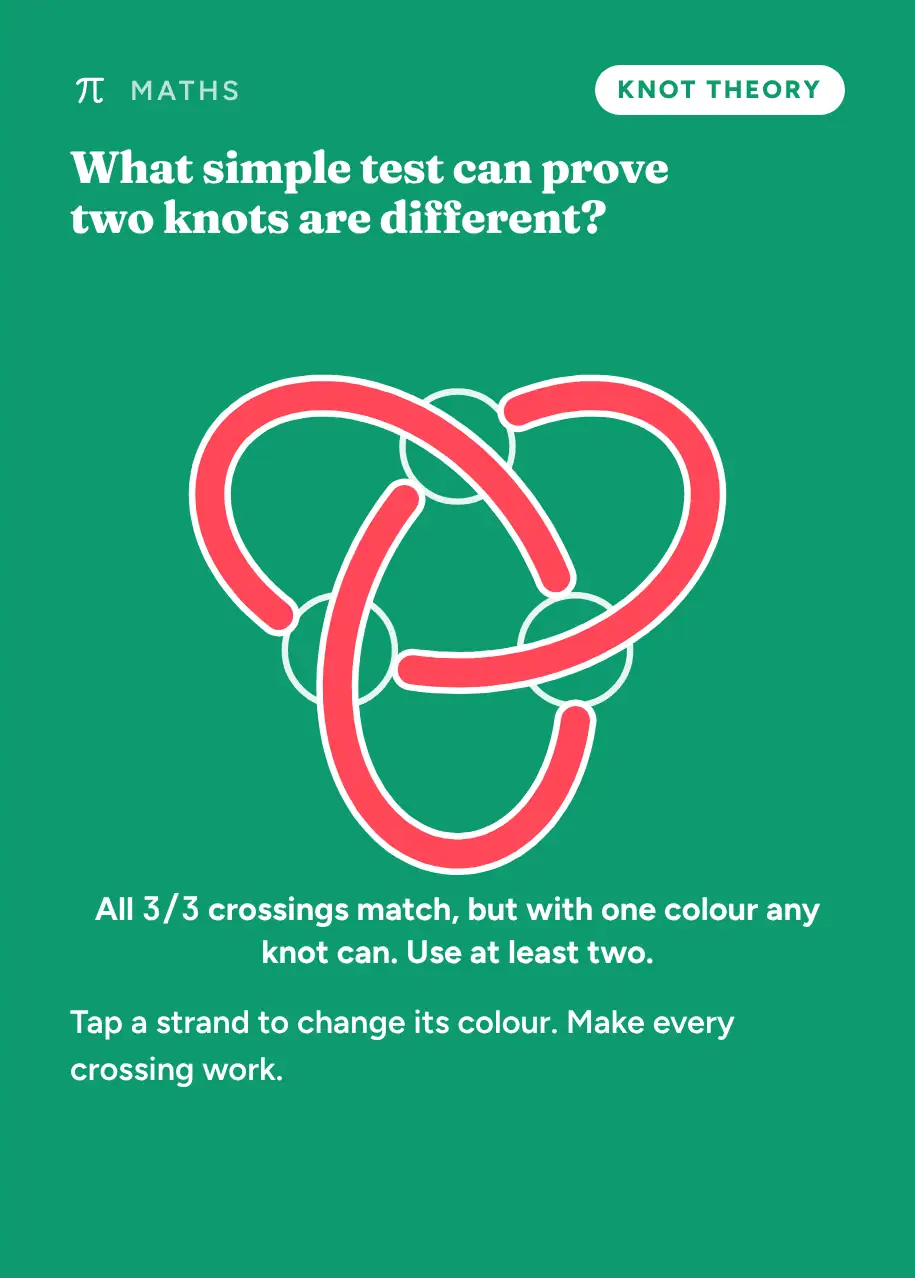 π MATHS
KNOT THEORY
What simple test can prove
two knots are different?
All 3/3 crossings match, but with one colour any
knot can. Use at least two.
Tap a strand to change its colour. Make every
crossing work.